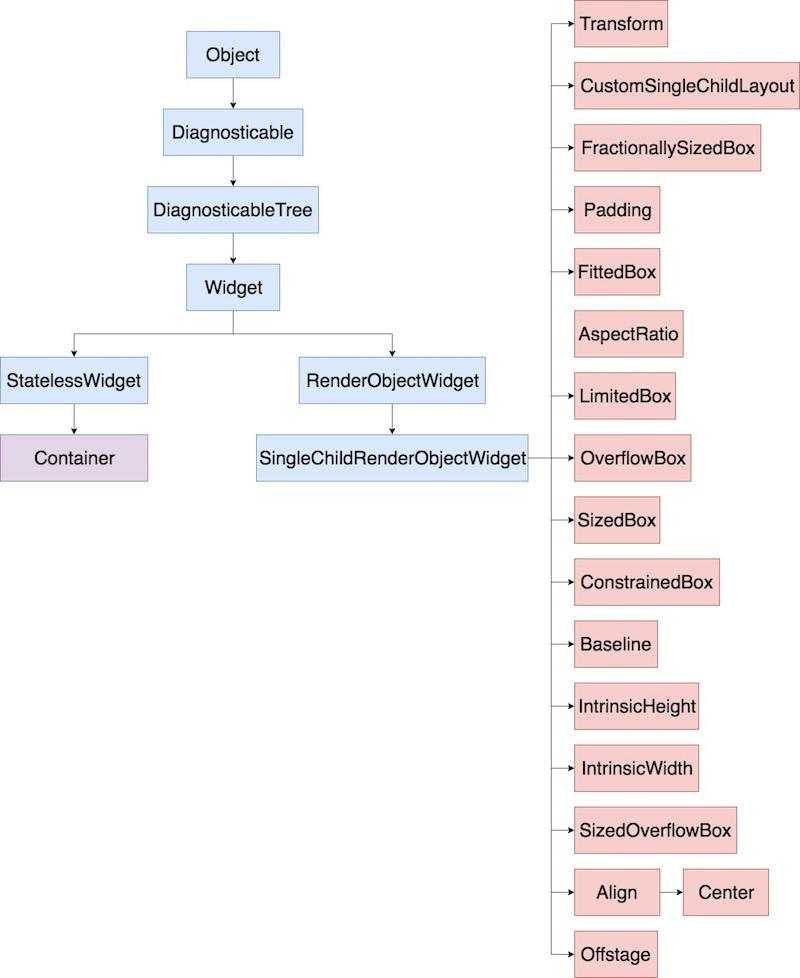 Object
Diagnosticable
DiagnosticableTree
Widget
StatelessWidget
RenderObjectWidget
Container
SingleChildRenderObjectWidget
Transform
CustomSingleChildLayout
FractionallySizedBox
Padding
FittedBox
AspectRatio
LimitedBox
OverflowBox
SizedBox
ConstrainedBox
Baseline
IntrinsicHeight
IntrinsicWidth
SizedOverflowBox
Align
Center
Offstage